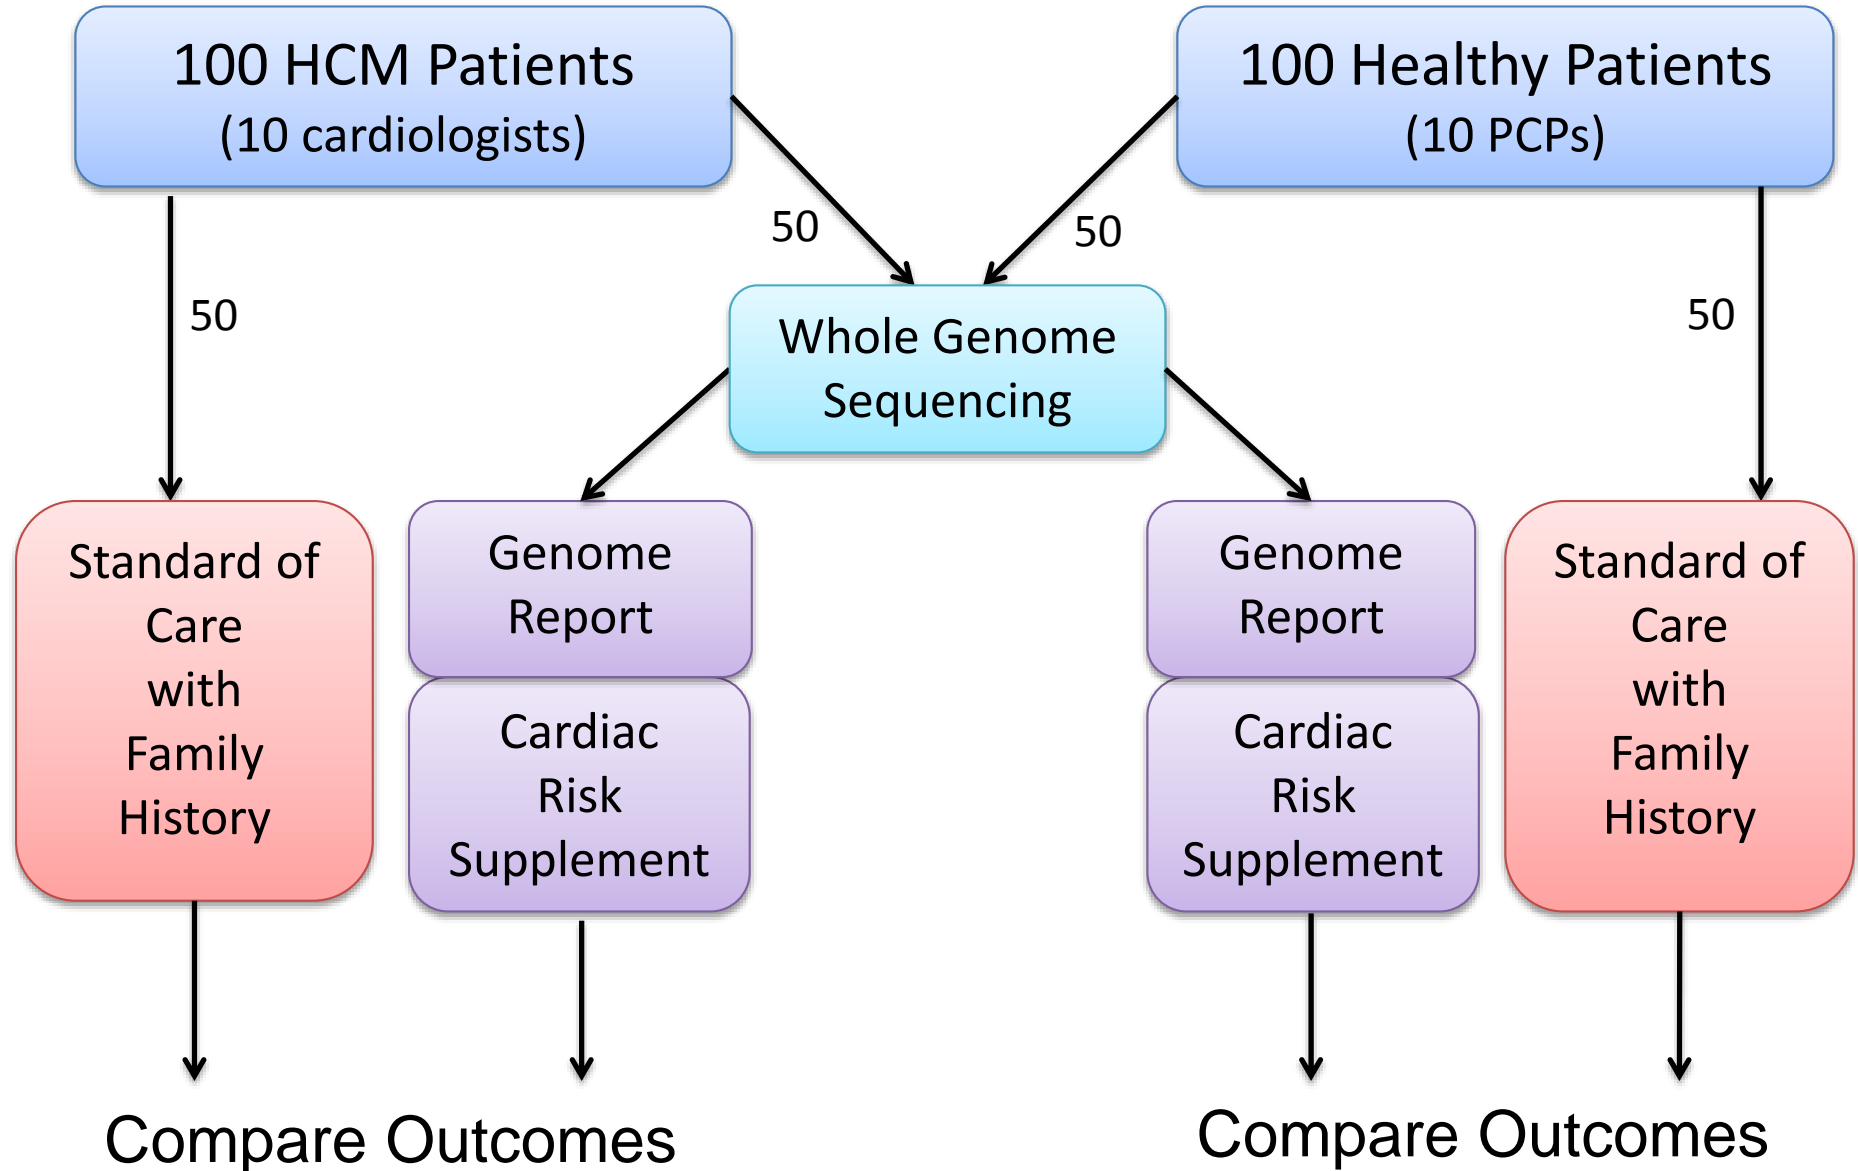 100 HCM Patients
(10 cardiologists)
100 Healthy Patients
(10 PCPs)
50
50
50
50
Whole Genome
Sequencing
Standard of
Care
with
Family
History
Genome
Report
Cardiac
Risk
Supplement
Genome
Report
Cardiac
Risk
Supplement
Standard of
Care
with
Family
History
Compare Outcomes
Compare Outcomes